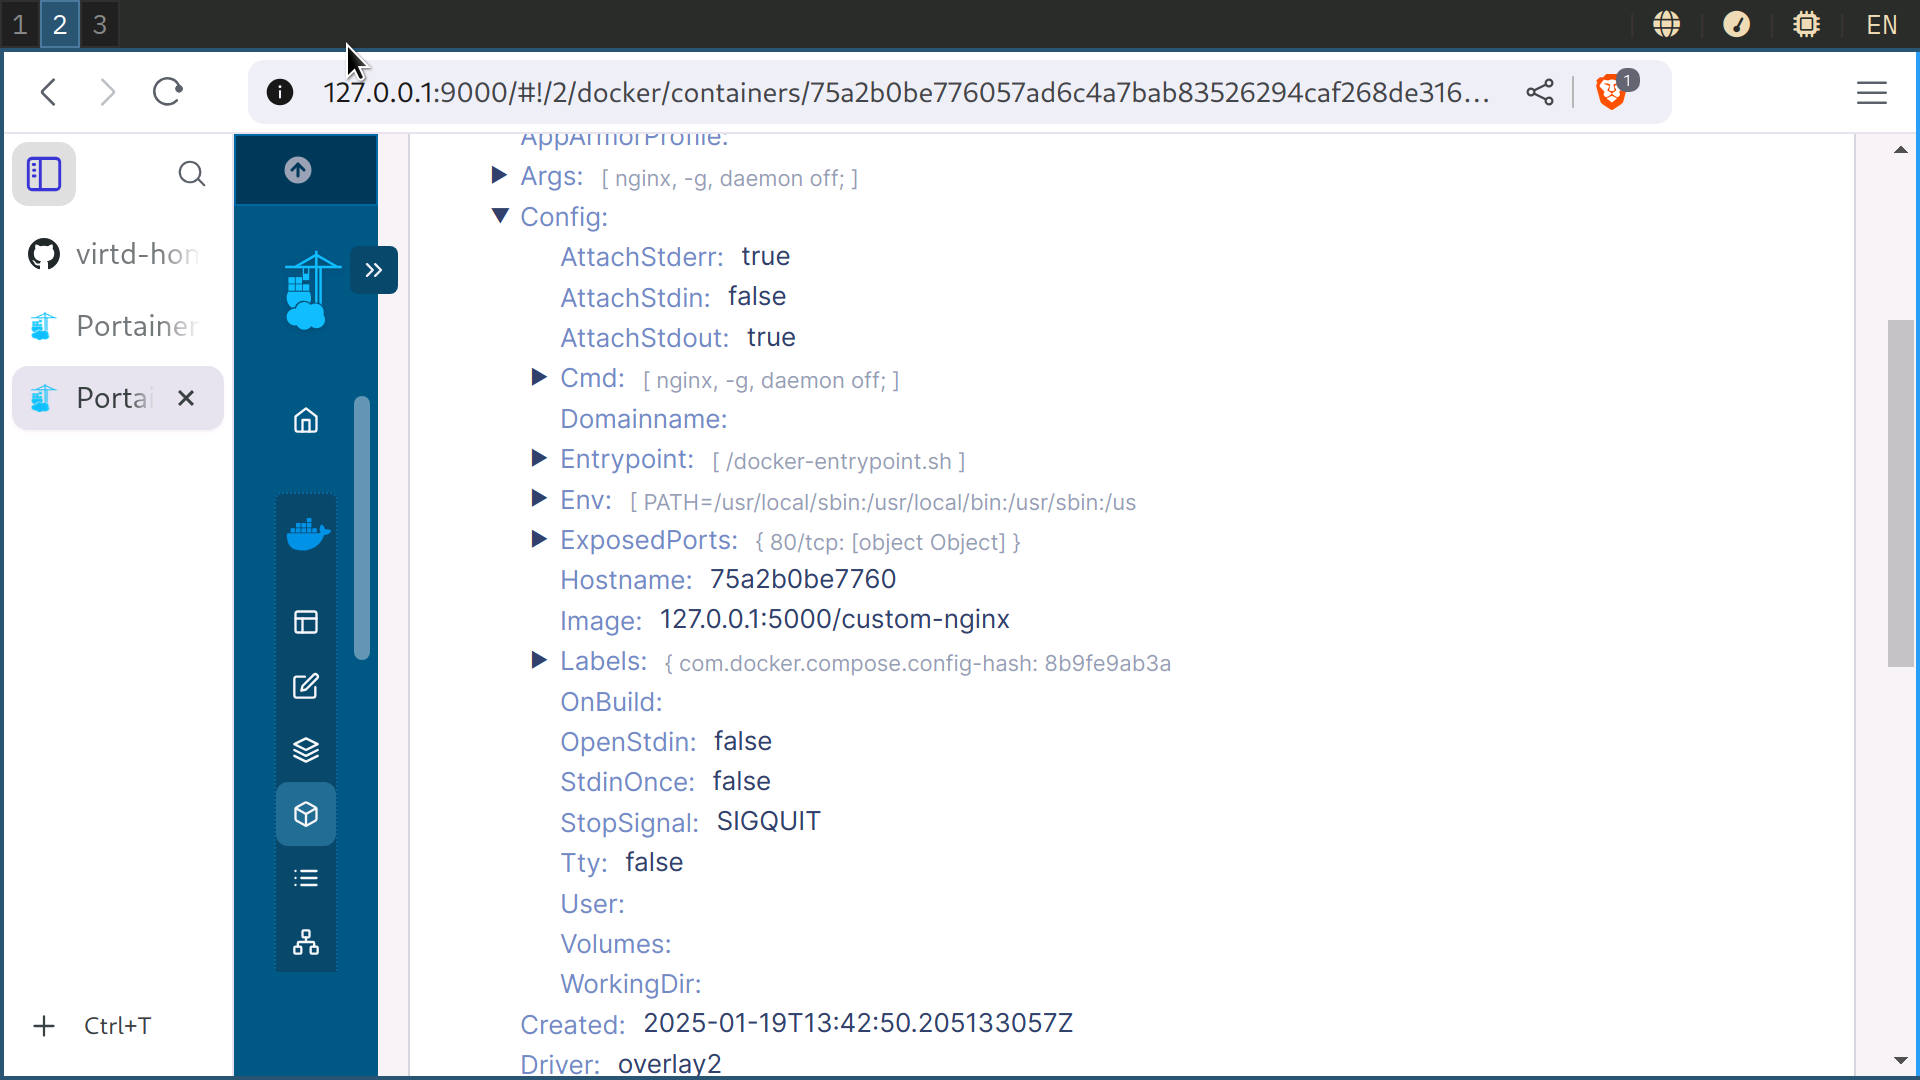 1 2 3
EN
127.0.0.1:9000/#!/2/docker/containers/75a2b0be776057ad6c4a7bab83526294caf268de316...
1
virtd-hom
Portainer
Portai
Ctrl+T
AppArmorProfile:
Args: [ nginx, -g, daemon off; ]
Config:
AttachStderr: true
AttachStdin: false
AttachStdout: true
Cmd: [ nginx, -g, daemon off; ]
Domainname:
Entrypoint: [ /docker-entrypoint.sh ]
Env: [ PATH=/usr/local/sbin:/usr/local/bin:/usr/sbin:/us
ExposedPorts: { 80/tcp: [object Object] }
Hostname: 75a2b0be7760
Image: 127.0.0.1:5000/custom-nginx
Labels: { com.docker.compose.config-hash: 8b9fe9ab3a
OnBuild:
OpenStdin: false
StdinOnce: false
StopSignal: SIGQUIT
Tty: false
User:
Volumes:
WorkingDir:
Created: 2025-01-19T13:42:50.205133057Z
Driver: overlay2